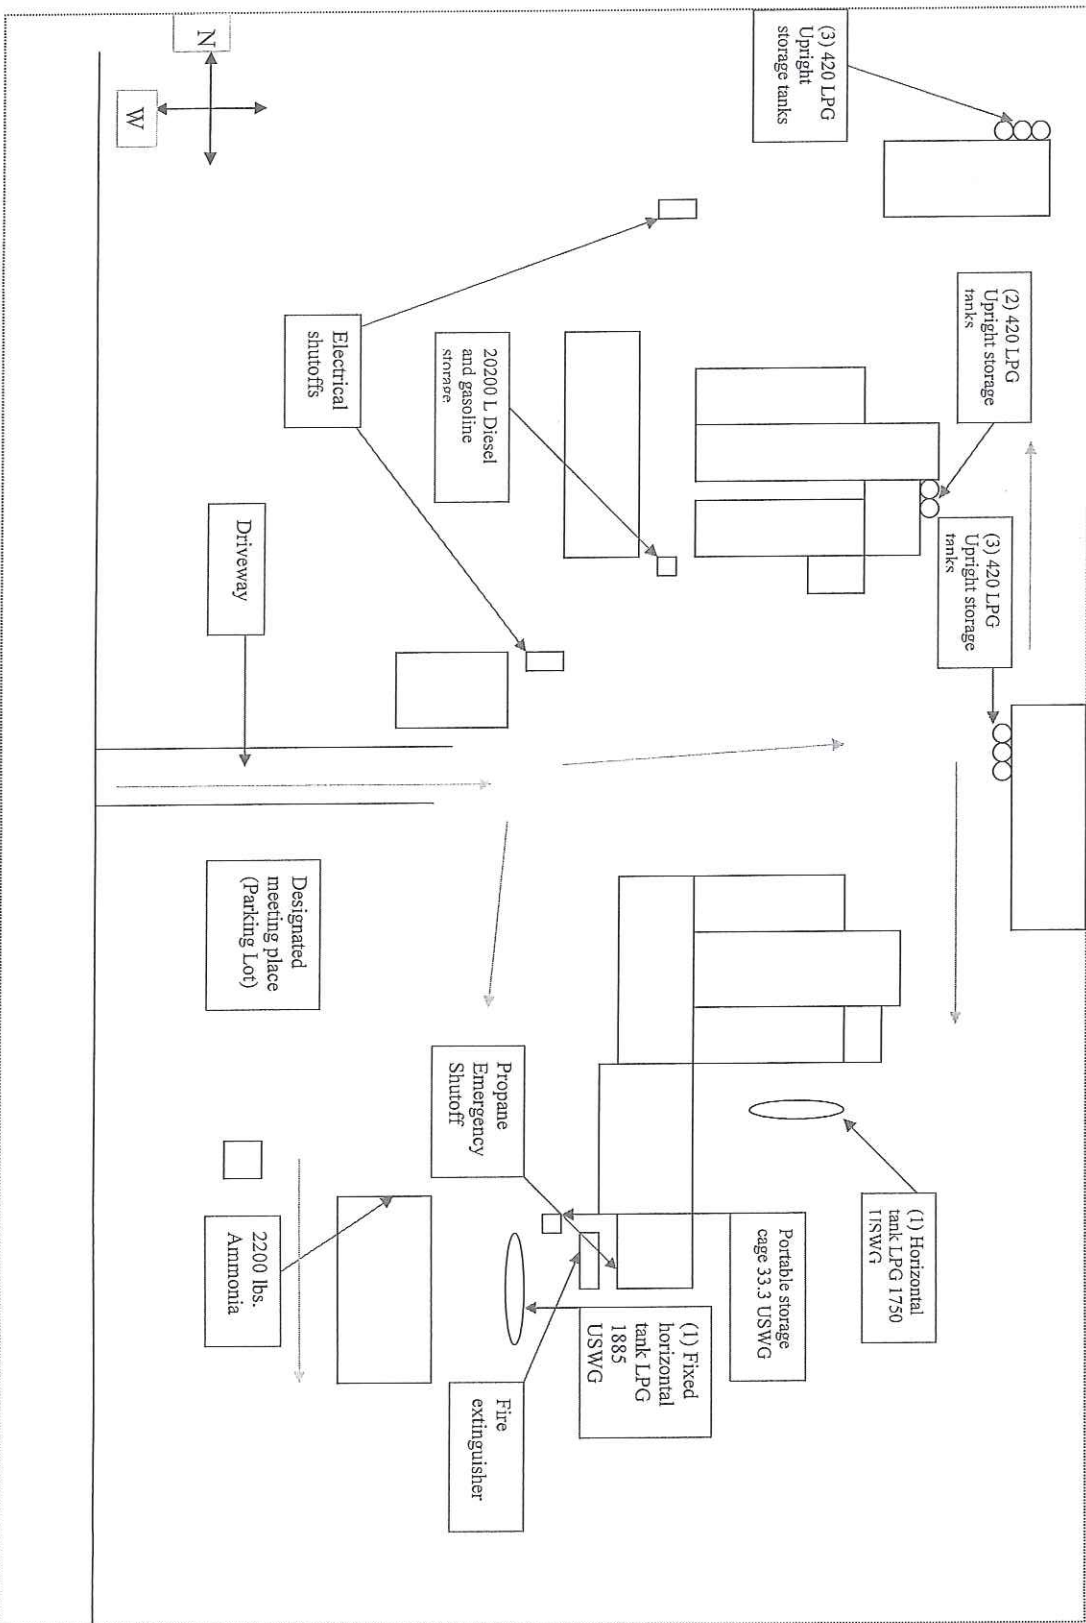 N
W
(3) 420 LPG
Upright
storage tanks
(2) 420 LPG
Upright storage
tanks
(3) 420 LPG
Upright storage
tanks
Electrical
shutoffs
20200 L Diesel
and gasoline
storage
Driveway
Designated
meeting place
(Parking Lot)
Propane
Emergency
Shutoff
(1) Horizontal
tank LPG 1750
USWG
Portable storage
cage 33.3 USWG
(1) Fixed
horizontal
tank LPG
1885
USWG
2200 lbs.
Ammonia
Fire
extinguisher